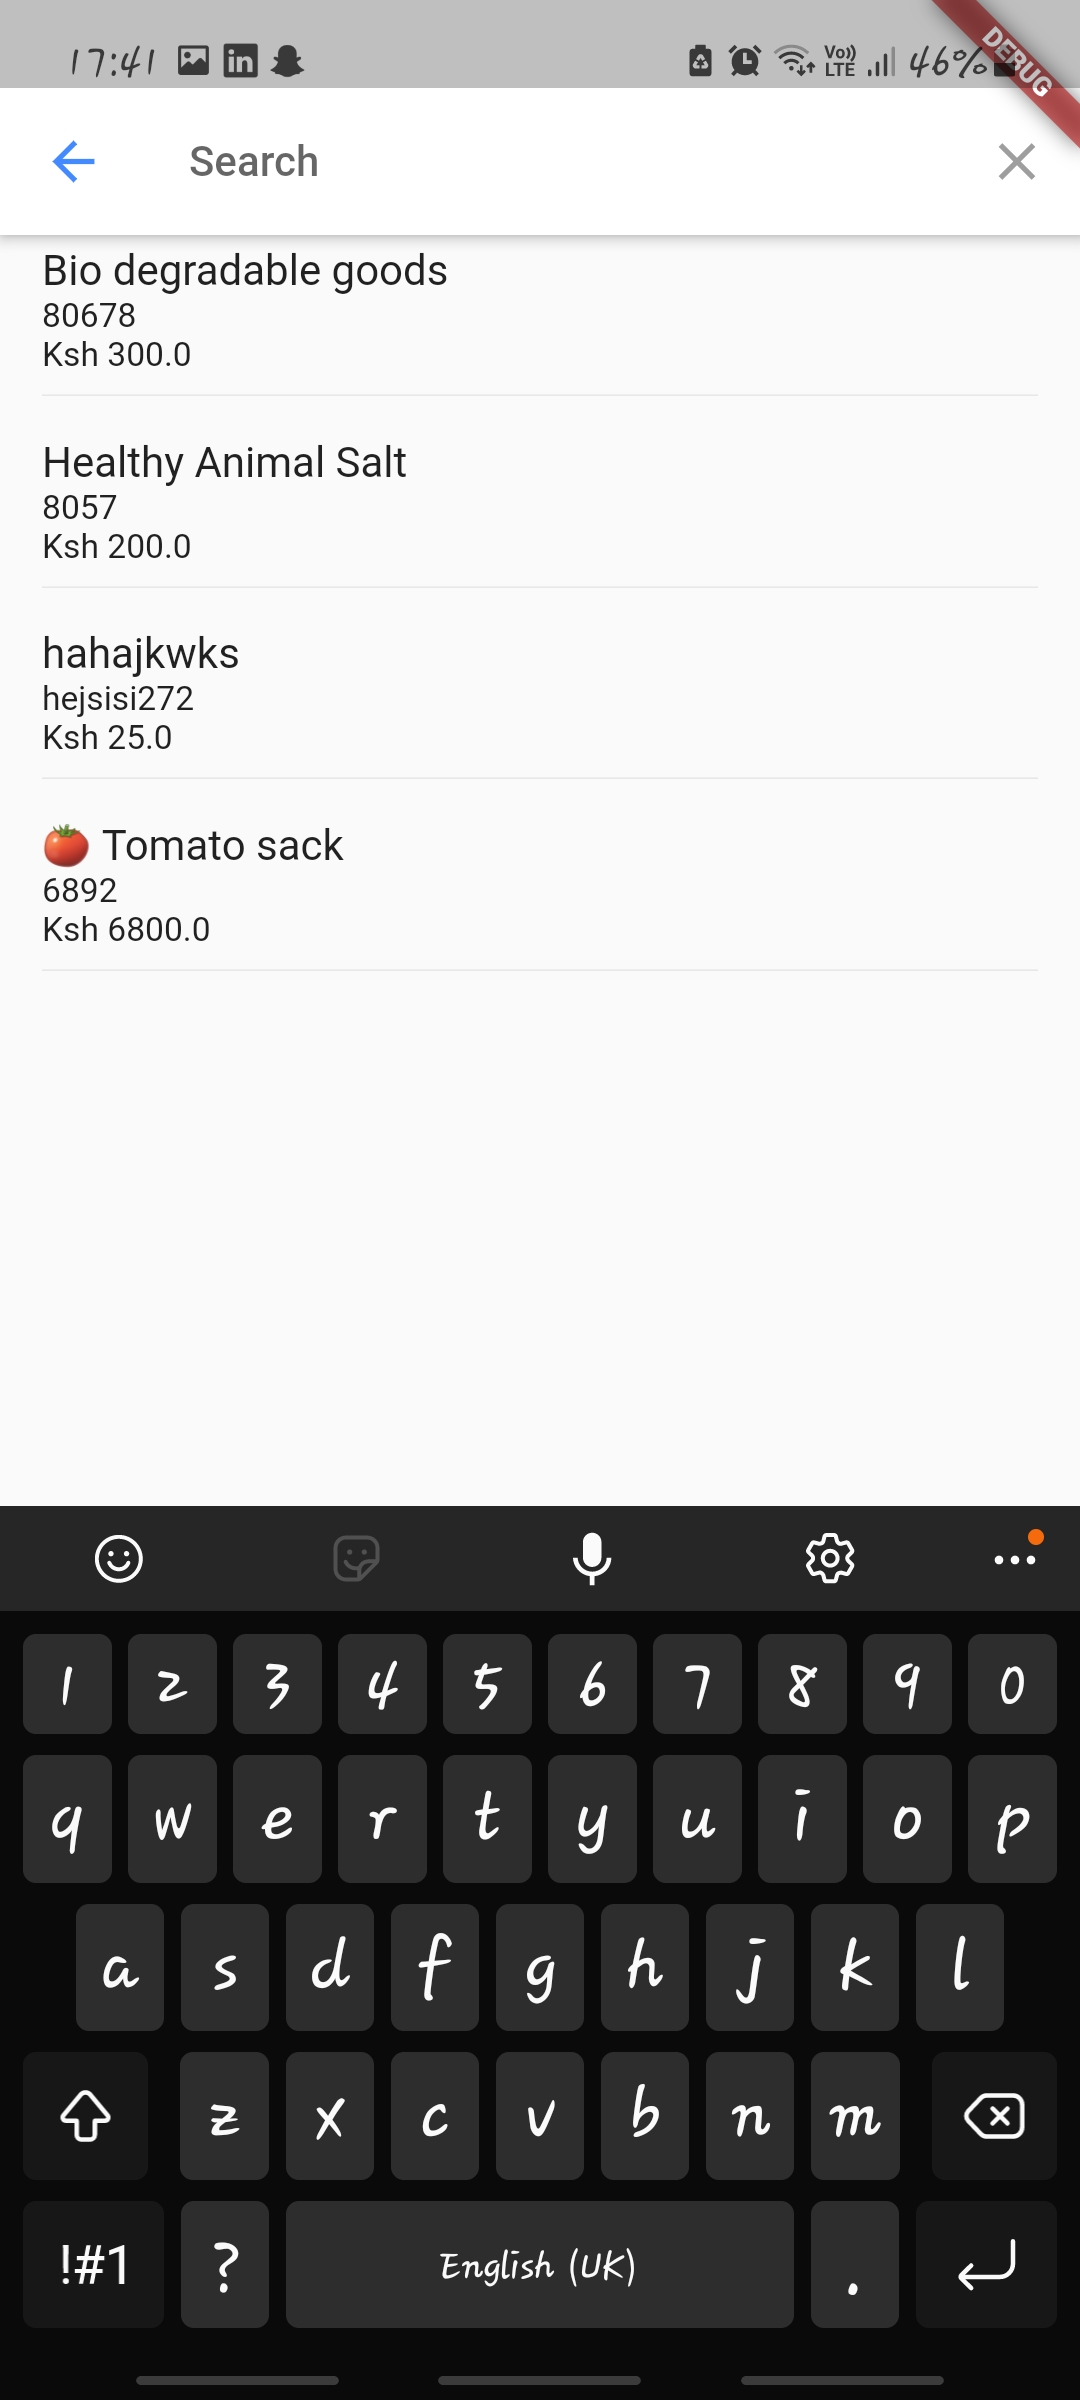 17:41 in Vo)) LTE 46% DEBUG
Search
Bio degradable goods
80678
Ksh 300.0
Healthy Animal Salt
8057
Ksh 200.0
hahajkwks
hejsisi272
Ksh 25.0
🍅 Tomato sack
6892
Ksh 6800.0
1 2 3 4 5 6 7 8 9 0
q w e r t y u i o p
a s d f g h j k l
z x c v b n m
!#1 ? English (UK) .